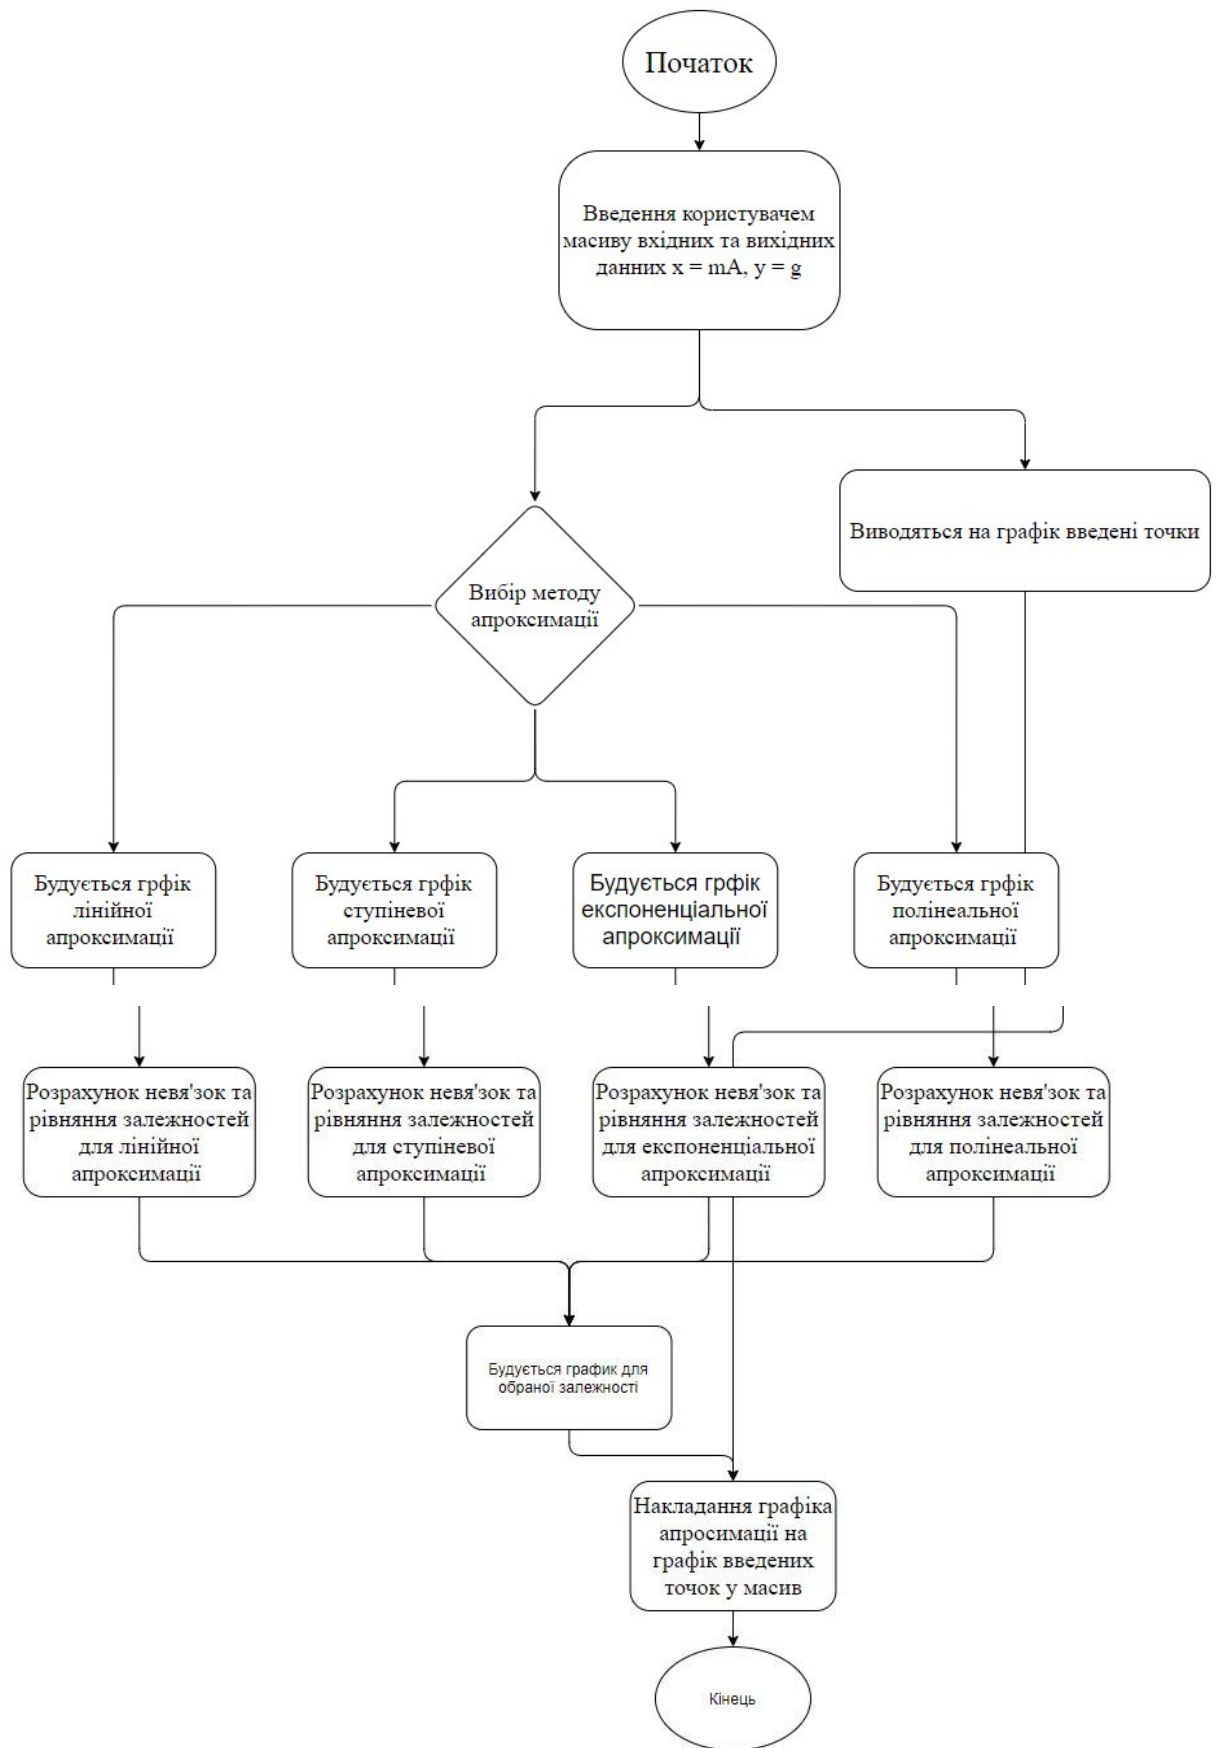 Початок
Введення користувачем
масиву вхідних та вихідних
данних x = mA, y = g
Виводяться на графік введені точки
Вибір методу
апроксимації
Будується грфік
лінійної
апроксимації
Будується грфік
ступіневої
апроксимації
Будується грфік
експоненціальної
апроксимації
Будується грфік
полінеальної
апроксимації
Розрахунок невя'зок та
рівняння залежностей
для лінійної
апроксимації
Розрахунок невя'зок та
рівняння залежностей
для ступіневої
апроксимації
Розрахунок невя'зок та
рівняння залежностей
для експоненціальної
апроксимації
Розрахунок невя'зок та
рівняння залежностей
для полінеальної
апроксимації
Будується график для
обраної залежності
Накладання графіка
апросимації на
графік введених
точок у масив
Кінець